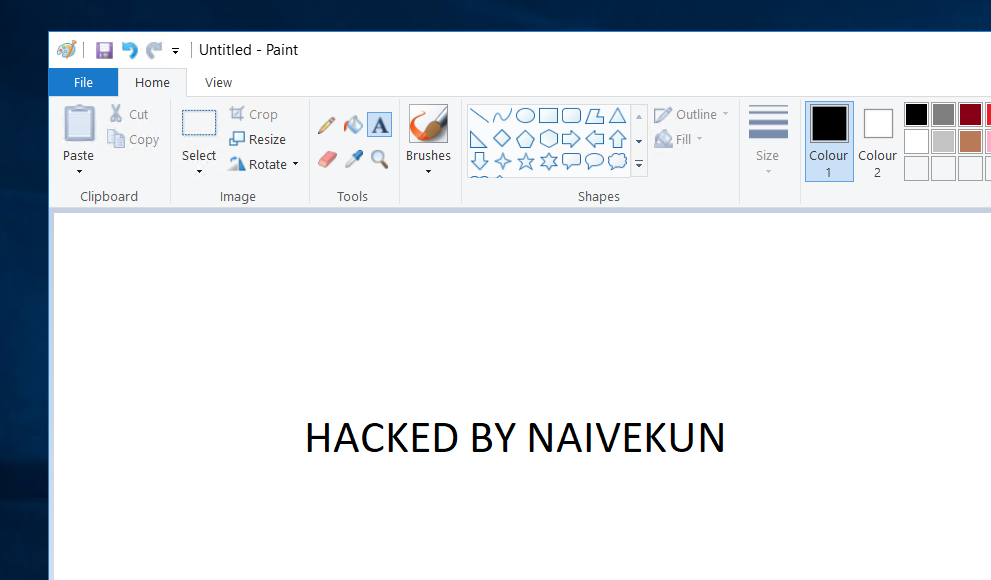 Untitled - Paint
File Home View
Paste
Cut
Copy
Clipboard
Select
Crop
Resize
Rotate
Image
A
Tools
Brushes
Shapes
Outline
Fill
Size
Colour
1
Colour
2
HACKED BY NAIVEKUN